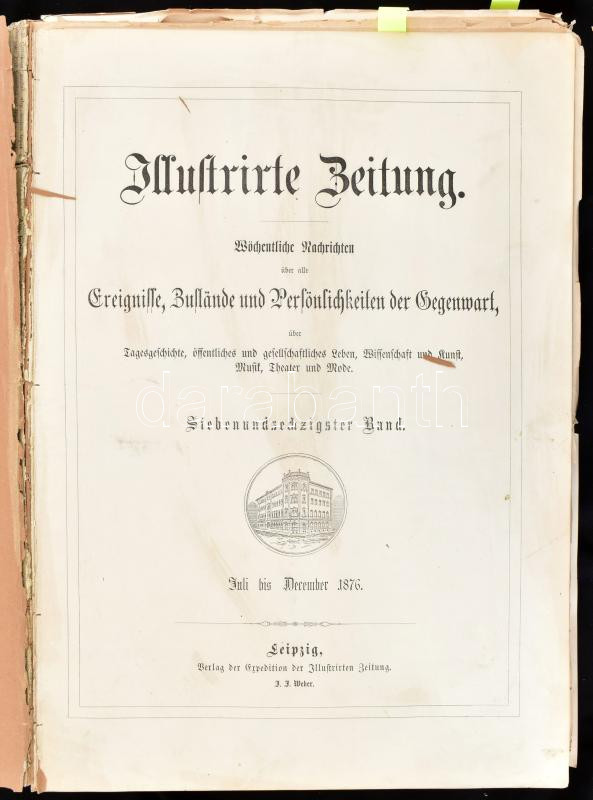 Illustrirte Zeitung.
Wöchentliche Nachrichten
über alle
Ereignisse, Zustände und Persönlichkeiten der Gegenwart,
über
Tagesgeschichte, öffentliches und gesellschaftliches Leben, Wissenschaft und Kunst,
Musik, Theater und Mode.
darabanth
Siebenundsechzigster Band.
Juli bis December 1876.
Leipzig,
Verlag der Expedition der Illustrirten Zeitung.
J. J. Weber.